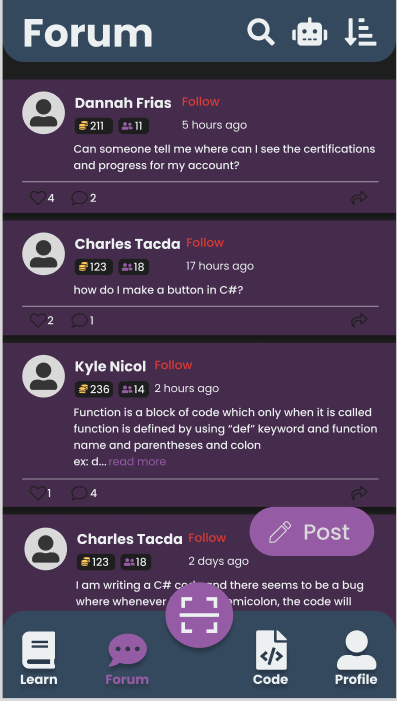 Forum
Dannah Frias Follow
211 11 5 hours ago
Can someone tell me where can I see the certifications
and progress for my account?
4 2
Charles Tacda Follow
123 18 17 hours ago
how do I make a button in C#?
2 1
Kyle Nicol Follow
236 14 2 hours ago
Function is a block of code which only when it is called
function is defined by using “def” keyword and function
name and parentheses and colon
ex: d... read more
1 4
Charles Tacda Follow
Post
123 18 2 days ago
I am writing a C# and there seems to be a bug
where whenever the code will
Learn Forum Code Profile